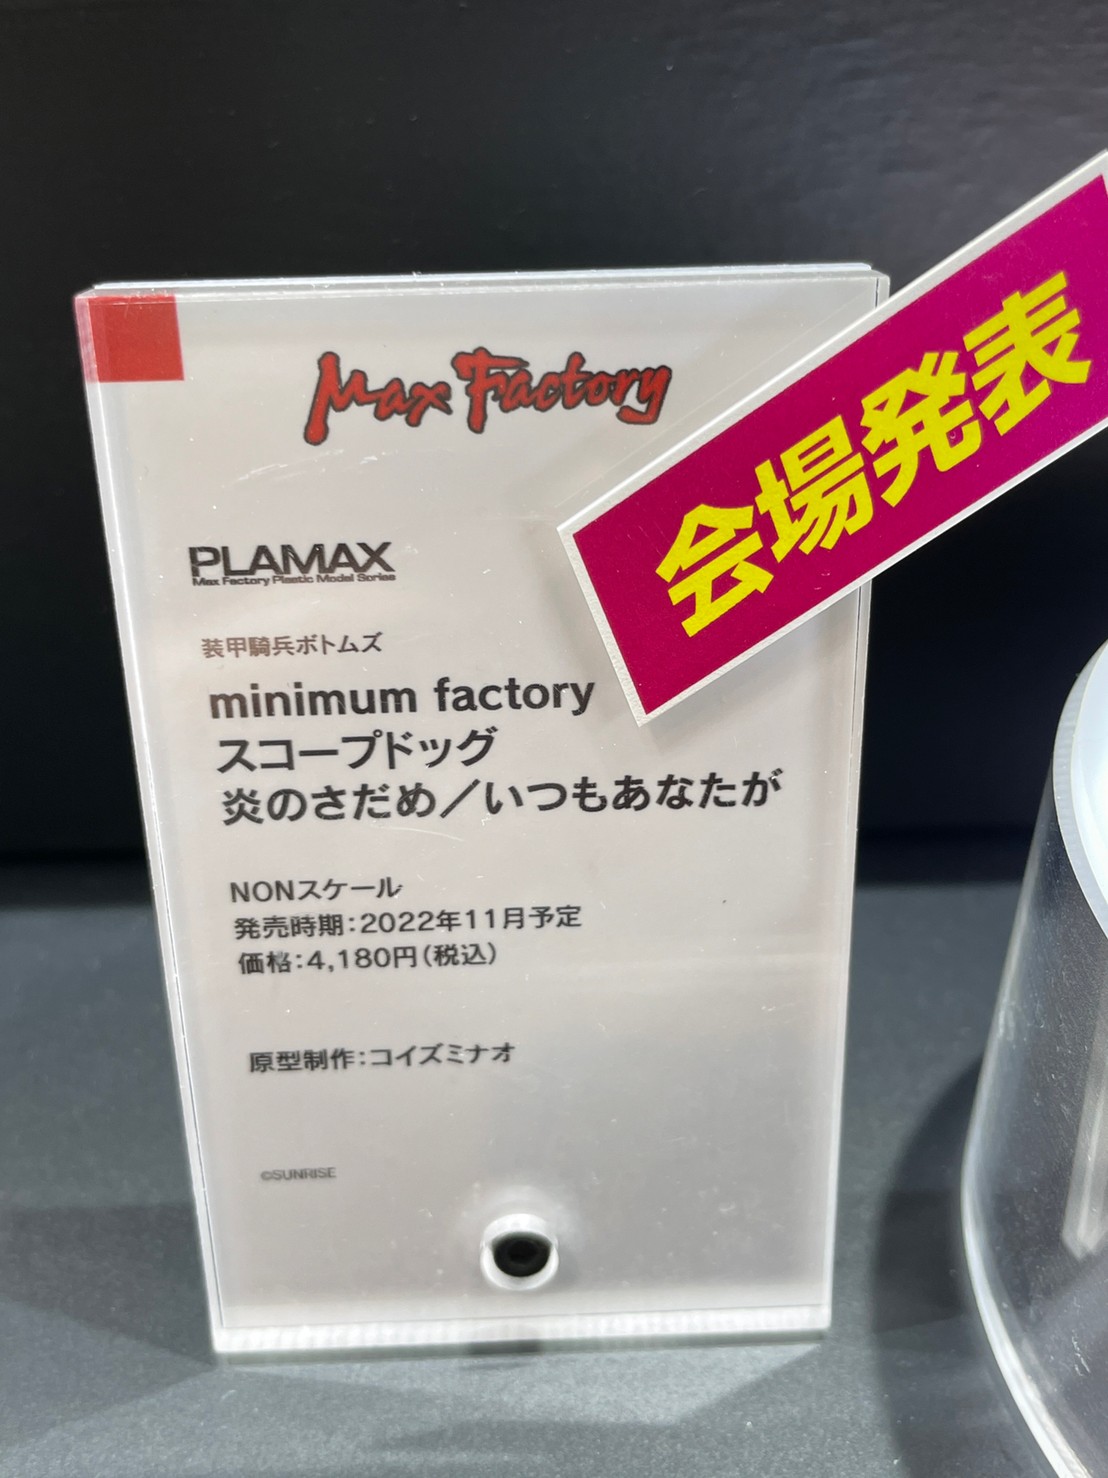 Max Factory
会場発表
PLAMAX
Max Factory Plastic Model Series
装甲騎兵ボトムズ
minimum factory
スコープドッグ
炎のさだめ／いつもあなたが
NONスケール
発売時期：2022年11月予定
価格：4,180円（税込）
原型制作：コイズミナオ
©SUNRISE